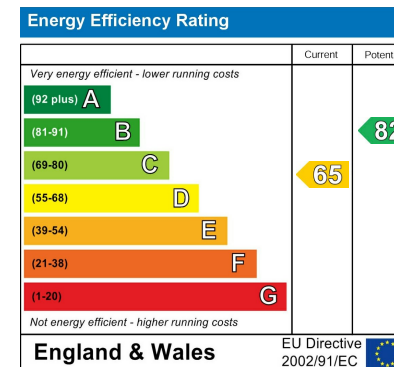 Energy Efficiency Rating
Current Potent
Very energy efficient - lower running costs
(92 plus) A
(81-91) B 82
(69-80) C
65
(55-68) D
(39-54) E
(21-38) F
(1-20) G
Not energy efficient - higher running costs
England & Wales
EU Directive
2002/91/EC